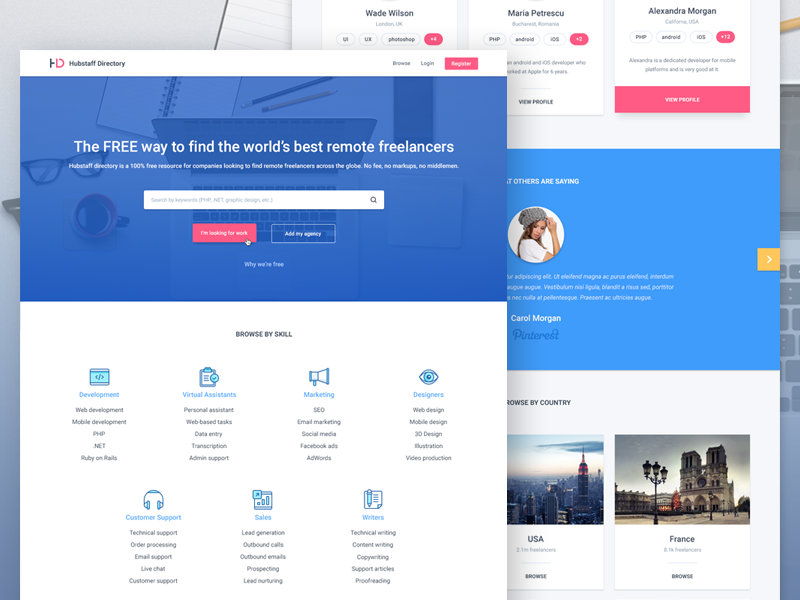 Hubstaff Directory
Browse
Login
Register
The FREE way to find the world's best remote freelancers
Hubstaff directory is a 100% free resource for companies looking to find remote freelancers across the globe. No fee, no markups, no middlemen.
Search by keywords (PHP, .NET, graphic design, etc.)
I'm looking for work
Add my agency
Why we're free
BROWSE BY SKILL
Development
Web development
Mobile development
PHP
.NET
Ruby on Rails
Virtual Assistants
Personal assistant
Web-based tasks
Data entry
Transcription
Admin support
Marketing
SEO
Email marketing
Social media
Facebook ads
AdWords
Designers
Web design
Mobile design
3D Design
Illustration
Video production
Customer Support
Technical support
Order processing
Email support
Live chat
Customer support
Sales
Lead generation
Outbound calls
Outbound emails
Prospecting
Lead nurturing
Writers
Technical writing
Content writing
Copywriting
Support articles
Proofreading
Wade Wilson
London, UK
UI
UX
photoshop
+4
Maria Petrescu
Bucharest, Romania
PHP
android
iOS
+2
an android and iOS developer who
worked at Apple for 6 years.
VIEW PROFILE
Alexandra Morgan
California, USA
PHP
android
iOS
+12
Alexandra is a dedicated developer for mobile
platforms and is very good at it.
VIEW PROFILE
AT OTHERS ARE SAYING
tur adipiscing elit. Ut eleifend magna ac purus eleifend, interdum
augue augue. Vestibulum nisi ligula, blandit a risus sed, porttitor
nec nulla at pellentesque. Praesent ac ultricies augue.
Carol Morgan
Pinterest
ROWSE BY COUNTRY
USA
2.1m freelancers
BROWSE
France
6.1k freelancers
BROWSE